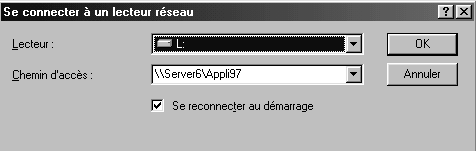 Se connecter à un lecteur réseau
Lecteur : L: OK
Chemin d'accès : \\Server6\Appli97 Annuler
Se reconnecter au démarrage